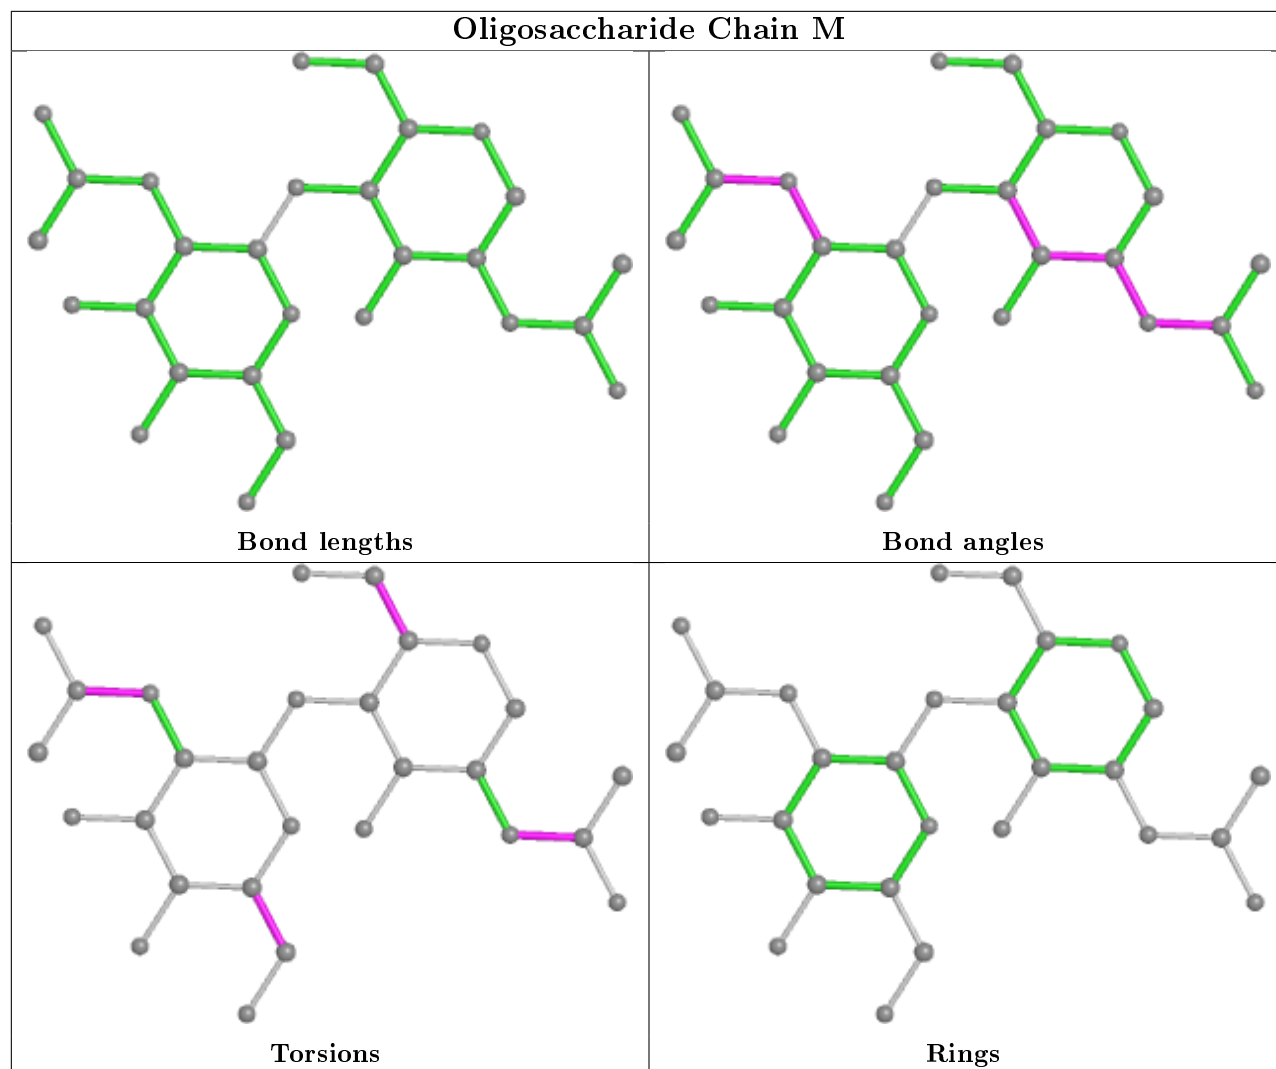 Oligosaccharide Chain M
Bond lengths
Bond angles
Torsions
Rings